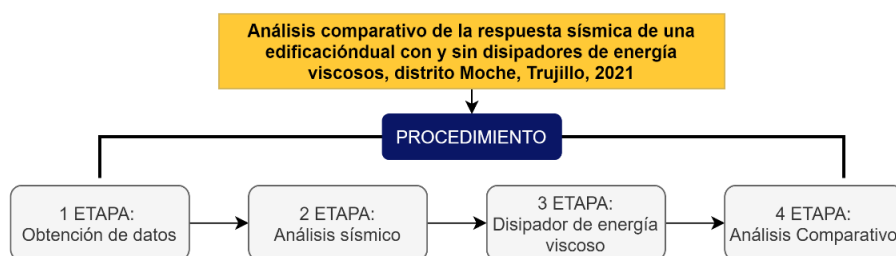 Análisis comparativo de la respuesta sísmica de una
edificacióndual con y sin disipadores de energía
viscosos, distrito Moche, Trujillo, 2021
PROCEDIMIENTO
1 ETAPA:
Obtención de datos
2 ETAPA:
Análisis sísmico
3 ETAPA:
Disipador de energía
viscoso
4 ETAPA:
Análisis Comparativo